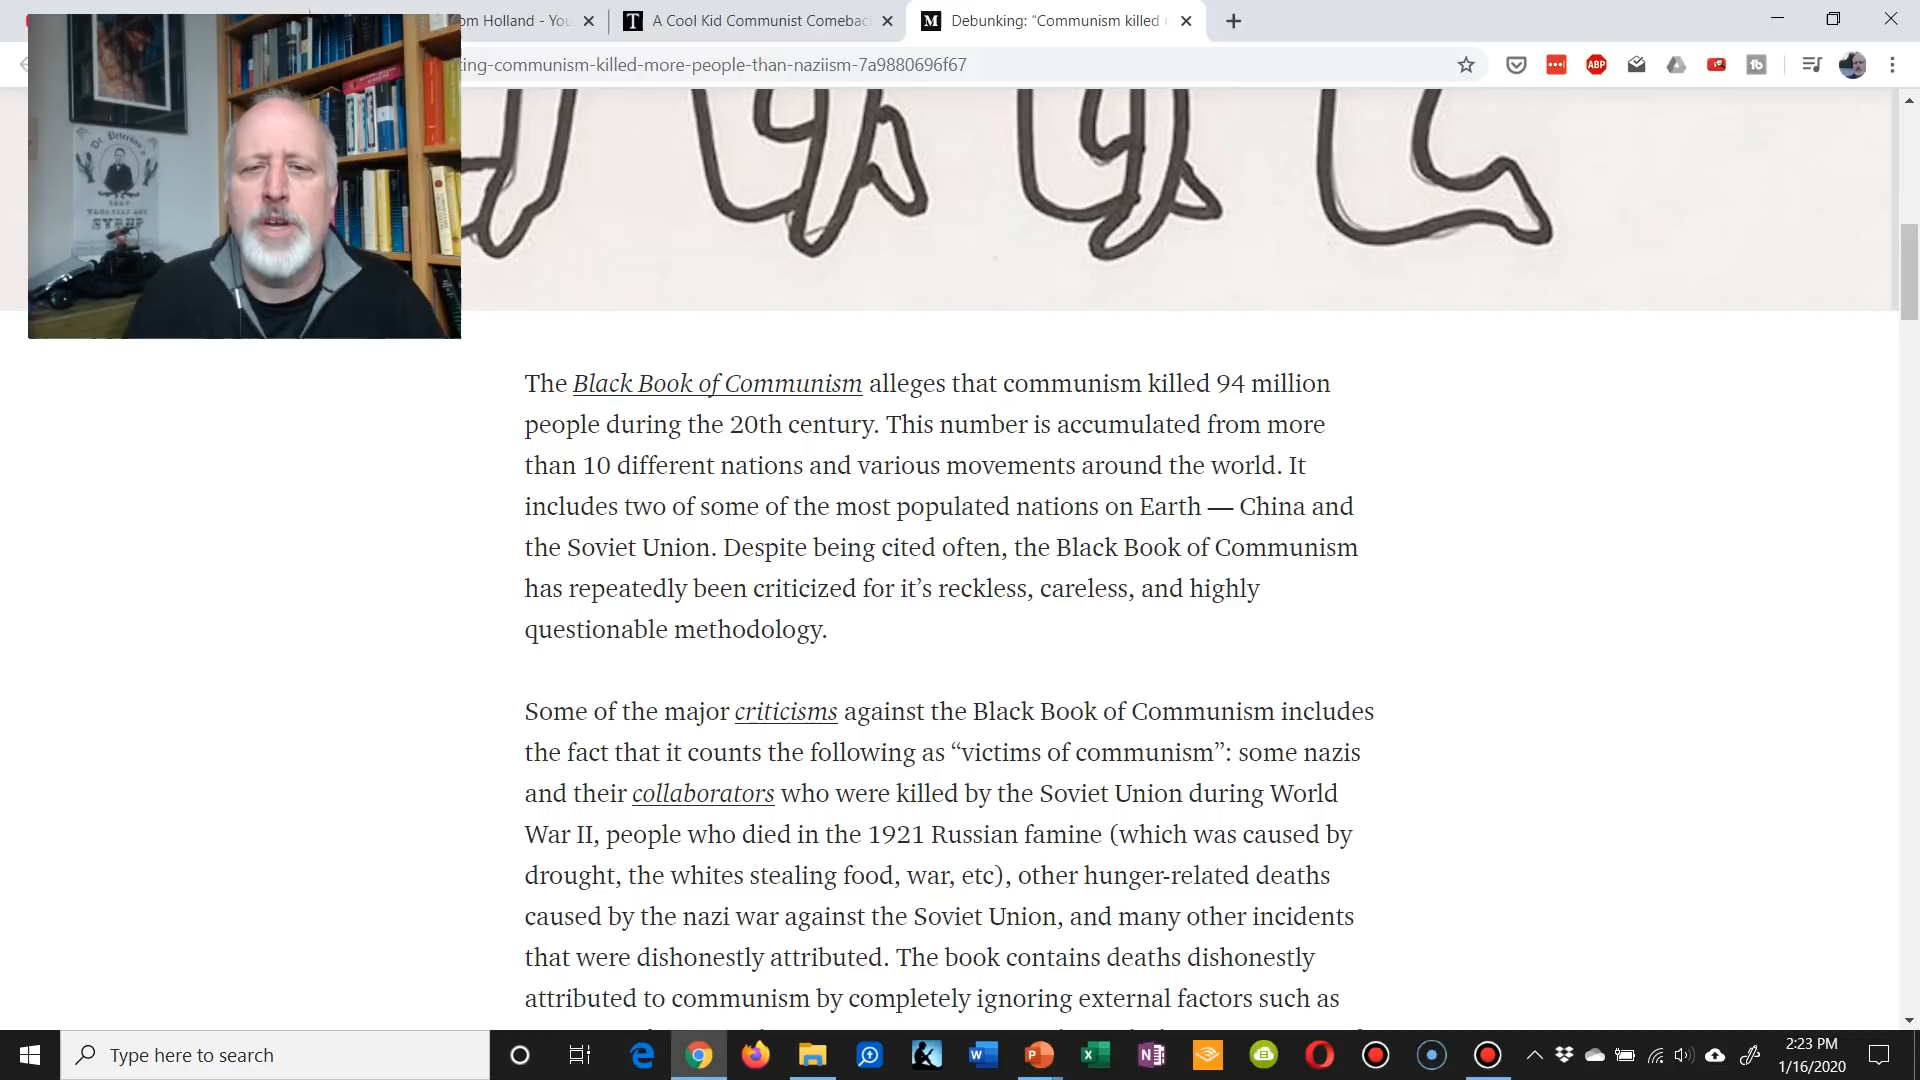 om Holland - You
A Cool Kid Communist Comeback
Debunking: “Communism killed
ing-communism-killed-more-people-than-naziism-7a9880696f67
ABP
Dr. Peterson's
SYRUP
The Black Book of Communism alleges that communism killed 94 million
people during the 20th century. This number is accumulated from more
than 10 different nations and various movements around the world. It
includes two of some of the most populated nations on Earth — China and
the Soviet Union. Despite being cited often, the Black Book of Communism
has repeatedly been criticized for it’s reckless, careless, and highly
questionable methodology.
Some of the major criticisms against the Black Book of Communism includes
the fact that it counts the following as “victims of communism”: some nazis
and their collaborators who were killed by the Soviet Union during World
War II, people who died in the 1921 Russian famine (which was caused by
drought, the whites stealing food, war, etc), other hunger-related deaths
caused by the nazi war against the Soviet Union, and many other incidents
that were dishonestly attributed. The book contains deaths dishonestly
attributed to communism by completely ignoring external factors such as
Type here to search
2:23 PM
1/16/2020